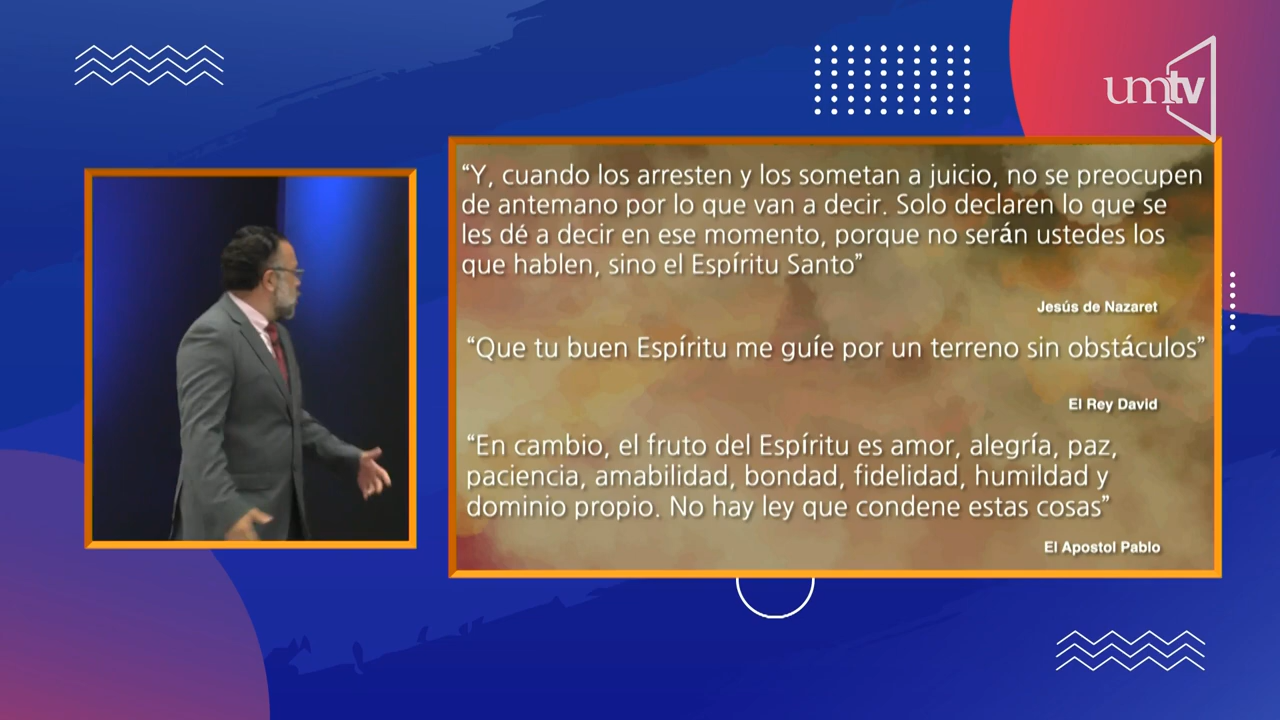 umtv
“Y, cuando los arresten y los sometan a juicio, no se preocupen
de antemano por lo que van a decir. Solo declaren lo que se
les dé a decir en ese momento, porque no serán ustedes los
que hablen, sino el Espíritu Santo”
Jesús de Nazaret
“Que tu buen Espíritu me guíe por un terreno sin obstáculos”
El Rey David
“En cambio, el fruto del Espíritu es amor, alegría, paz,
paciencia, amabilidad, bondad, fidelidad, humildad y
dominio propio. No hay ley que condene estas cosas”
El Apostol Pablo